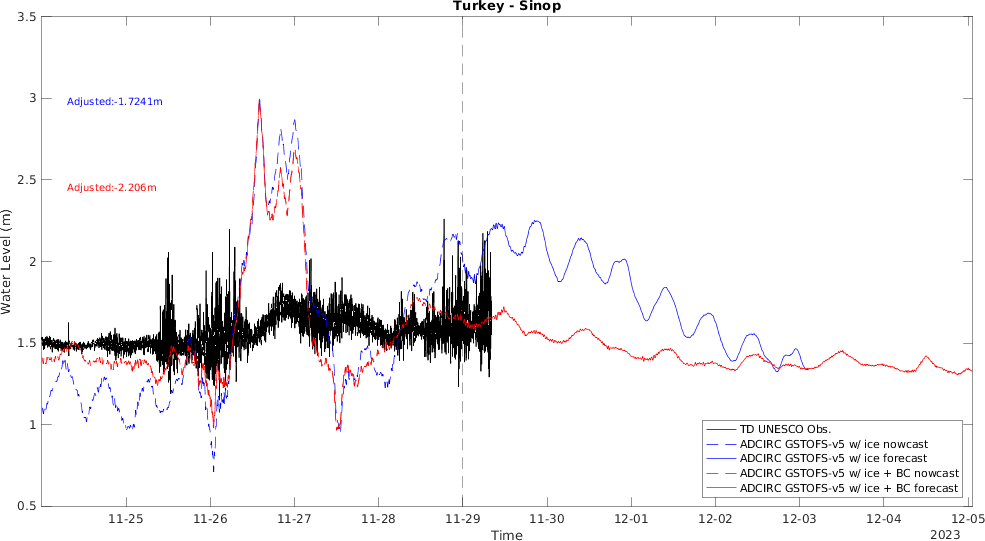 Turkey - Sinop
3.5
3
2.5
2
1.5
1
0.5
Water Level (m)
Adjusted:-1.7241m
Adjusted:-2.206m
TD UNESCO Obs.
ADCIRC GSTOFS-v5 w/ ice nowcast
ADCIRC GSTOFS-v5 w/ ice forecast
ADCIRC GSTOFS-v5 w/ ice + BC nowcast
ADCIRC GSTOFS-v5 w/ ice + BC forecast
11-25 11-26 11-27 11-28 11-29 11-30 12-01 12-02 12-03 12-04 12-05
Time
2023